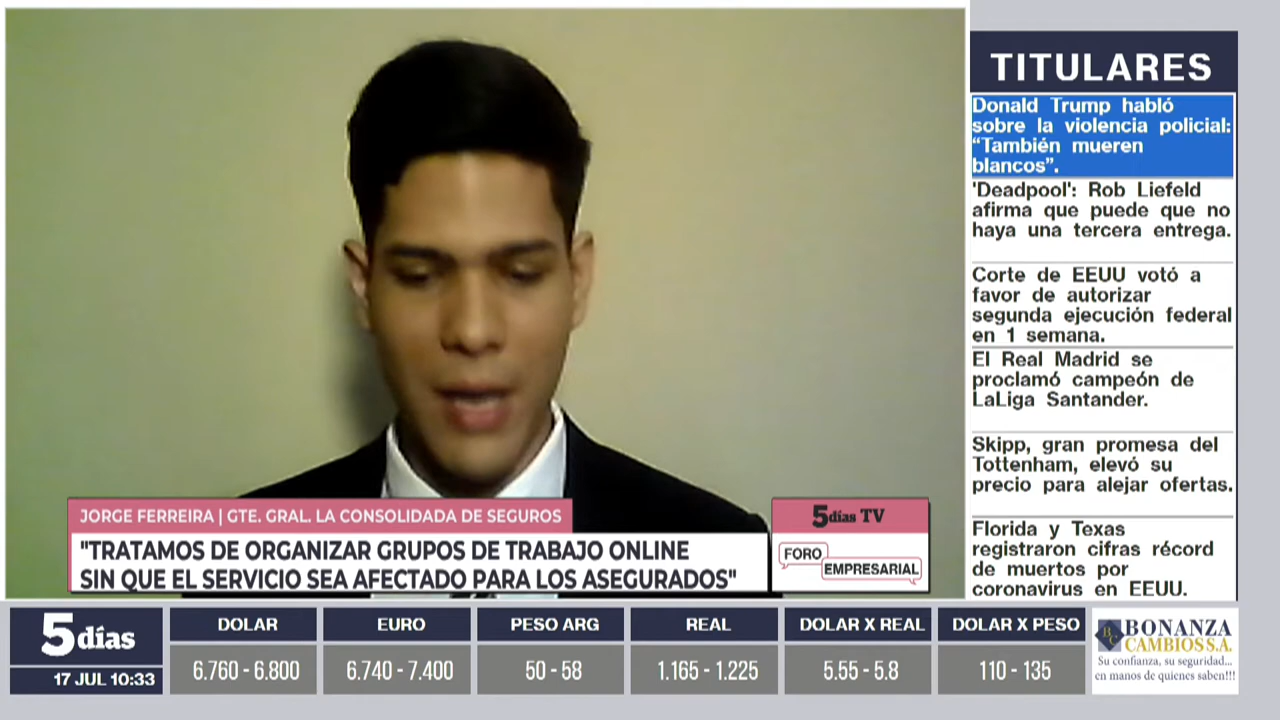 TITULARES
Donald Trump habló
sobre la violencia policial:
“También mueren
blancos”.
'Deadpool': Rob Liefeld
afirma que puede que no
haya una tercera entrega.
Corte de EEUU votó a
favor de autorizar
segunda ejecución federal
en 1 semana.
El Real Madrid se
proclamó campeón de
LaLiga Santander.
Skipp, gran promesa del
Tottenham, elevó su
precio para alejar ofertas.
Florida y Texas
registraron cifras récord
de muertos por
coronavirus en EEUU.
JORGE FERREIRA | GTE. GRAL. LA CONSOLIDADA DE SEGUROS
"TRATAMOS DE ORGANIZAR GRUPOS DE TRABAJO ONLINE
SIN QUE EL SERVICIO SEA AFECTADO PARA LOS ASEGURADOS"
5días TV
FORO
EMPRESARIAL
5días
17 JUL 10:33
DOLAR
6.760 - 6.800
EURO
6.740 - 7.400
PESO ARG
50 - 58
REAL
1.165 - 1.225
DOLAR X REAL
5.55 - 5.8
DOLAR X PESO
110 - 135
BC
BONANZA
CAMBIOS S.A.
Su confianza, su seguridad...
en manos de quienes saben!!!